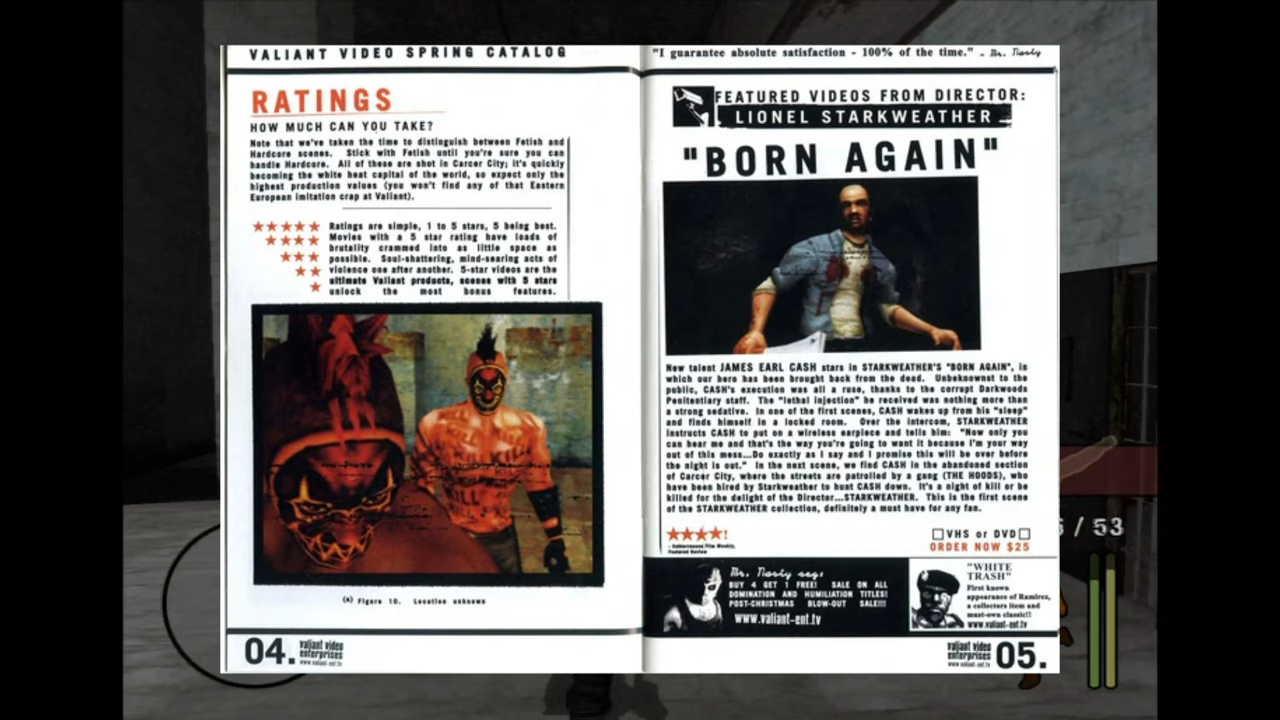 VALIANT VIDEO SPRING CATALOG
RATINGS
HOW MUCH CAN YOU TAKE?
Note that we've taken the time to distinguish between Fetish and
Hardcore scenes. Stick with Fetish until you're sure you can
handle Hardcore. All of these are shot in Carcer City; it's quickly
becoming the white heat capital of the world, so expect only the
highest production values (you won't find any of that Eastern
European imitation crap at Valiant).
Ratings are simple, 1 to 5 stars, 5 being best.
Movies with a 5 star rating have loads of
brutality crammed into as little space as
possible. Soul-shattering, mind-searing acts of
violence one after another. 5-star videos are the
ultimate Valiant products, scenes with 5 stars
unlock the most bonus features.
KILL KILL
(a) Figure 10. Location unknown
04.
valiant video
enterprises
www.valiant-ent.tv
"I guarantee absolute satisfaction - 100% of the time." - Mr. Nasty
FEATURED VIDEOS FROM DIRECTOR:
LIONEL STARKWEATHER
"BORN AGAIN"
New talent JAMES EARL CASH stars in STARKWEATHER'S "BORN AGAIN", in
which our hero has been brought back from the dead. Unbeknownst to the
public, CASH's execution was all a ruse, thanks to the corrupt Darkwoods
Penitentiary staff. The "lethal injection" he received was nothing more than
a strong sedative. In one of the first scenes, CASH wakes up from his "sleep"
and finds himself in a locked room. Over the intercom, STARKWEATHER
instructs CASH to put on a wireless earpiece and tells him: "Now only you
can hear me and that's the way you're going to want it because I'm your way
out of this mess...Do exactly as I say and I promise this will be over before
the night is out." In the next scene, we find CASH in the abandoned section
of Carcer City, where the streets are patrolled by a gang (THE HOODS), who
have been hired by Starkweather to hunt CASH down. It's a night of kill or be
killed for the delight of the Director...STARKWEATHER. This is the first scene
of the STARKWEATHER collection, definitely a must have for any fan.
- Subterranean Film Weekly,
Featured Review
VHS or DVD
ORDER NOW $25
Mr. Nasty says:
BUY 4 GET 1 FREE! SALE ON ALL
DOMINATION AND HUMILIATION TITLES!
POST-CHRISTMAS BLOW-OUT SALE!!!
www.valiant-ent.tv
"WHITE
TRASH"
First known
appearance of Ramirez,
a collectors item and
must-own classic!!
www.valiant-ent.tv
valiant video
enterprises
www.valiant-ent.tv
05.
/ 53